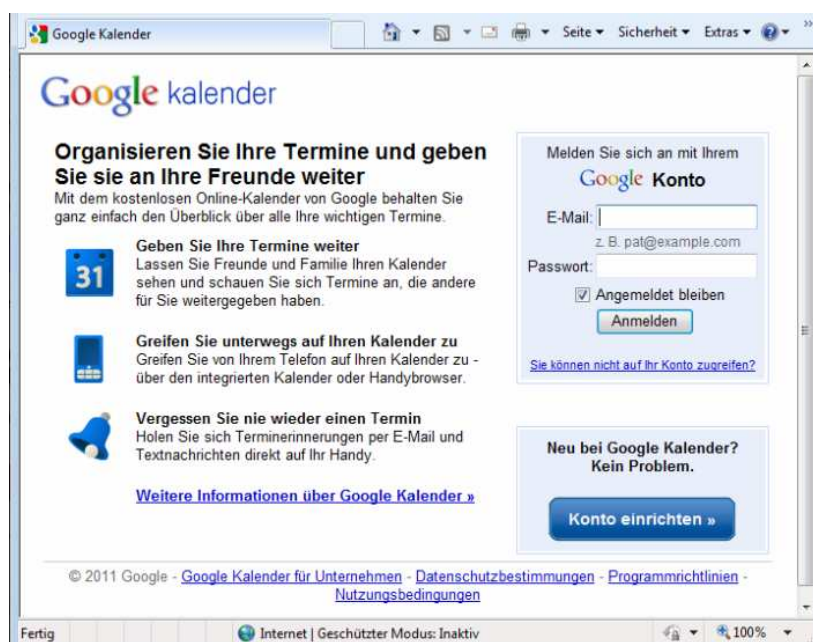 Google Kalender
Seite
Sicherheit
Extras
»
Google kalender
Organisieren Sie Ihre Termine und geben
Sie sie an Ihre Freunde weiter
Mit dem kostenlosen Online-Kalender von Google behalten Sie
ganz einfach den Überblick über alle Ihre wichtigen Termine.
31
Geben Sie Ihre Termine weiter
Lassen Sie Freunde und Familie Ihren Kalender
sehen und schauen Sie sich Termine an, die andere
für Sie weitergegeben haben.
Greifen Sie unterwegs auf Ihren Kalender zu
Greifen Sie von Ihrem Telefon auf Ihren Kalender zu -
über den integrierten Kalender oder Handybrowser.
Vergessen Sie nie wieder einen Termin
Holen Sie sich Terminerinnerungen per E-Mail und
Textnachrichten direkt auf Ihr Handy.
Weitere Informationen über Google Kalender »
Melden Sie sich an mit Ihrem
Google Konto
E-Mail:
z. B. pat@example.com
Passwort:
Angemeldet bleiben
Anmelden
Sie können nicht auf Ihr Konto zugreifen?
Neu bei Google Kalender?
Kein Problem.
Konto einrichten »
© 2011 Google - Google Kalender für Unternehmen - Datenschutzbestimmungen - Programmrichtlinien -
Nutzungsbedingungen
Fertig
Internet | Geschützter Modus: Inaktiv
100%